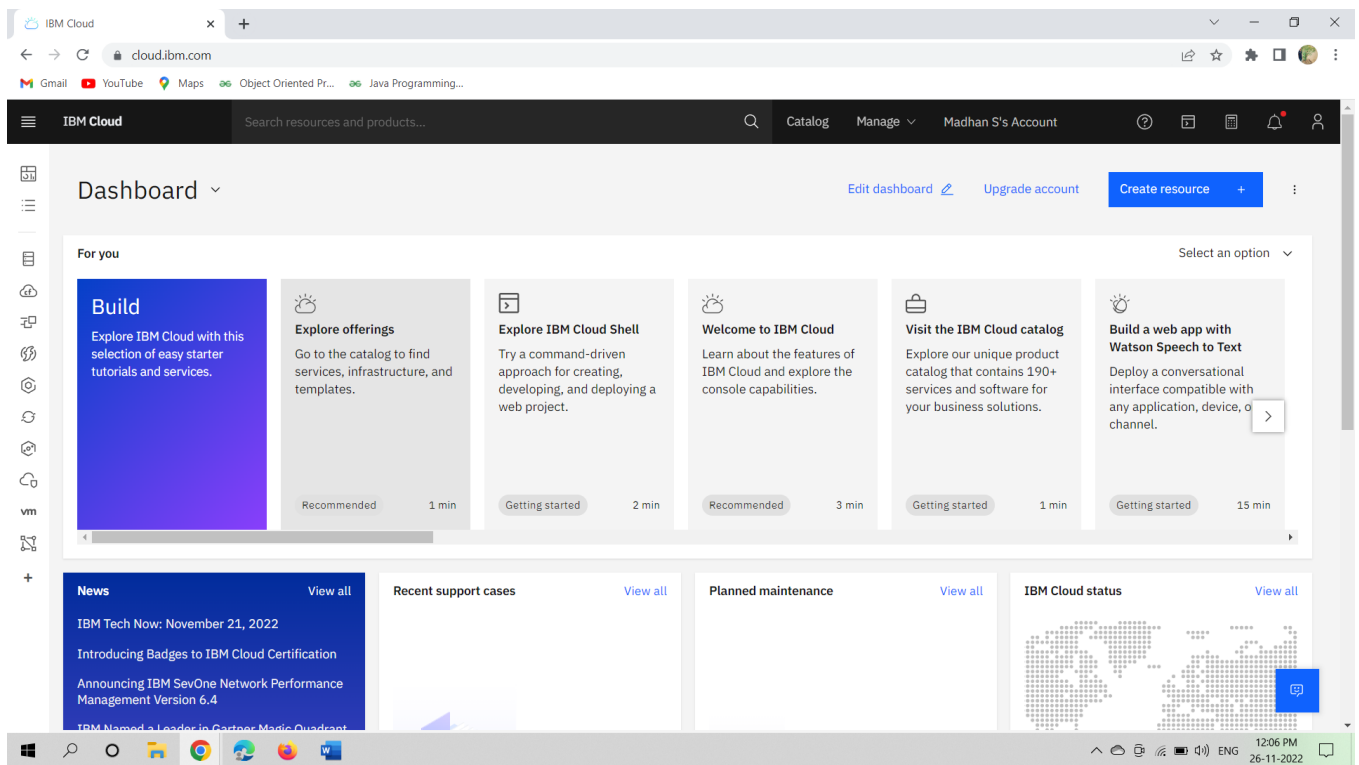 IBM Cloud
cloud.ibm.com
Gmail YouTube Maps Object Oriented Pr... Java Programming...
IBM Cloud Search resources and products... Catalog Manage Madhan S's Account
Dashboard Edit dashboard Upgrade account Create resource +
For you Select an option
Build
Explore IBM Cloud with this
selection of easy starter
tutorials and services.
Explore offerings
Go to the catalog to find
services, infrastructure, and
templates.
Recommended 1 min
Explore IBM Cloud Shell
Try a command-driven
approach for creating,
developing, and deploying a
web project.
Getting started 2 min
Welcome to IBM Cloud
Learn about the features of
IBM Cloud and explore the
console capabilities.
Recommended 3 min
Visit the IBM Cloud catalog
Explore our unique product
catalog that contains 190+
services and software for
your business solutions.
Getting started 1 min
Build a web app with
Watson Speech to Text
Deploy a conversational
interface compatible with
any application, device, o
channel.
Getting started 15 min
vm
News View all
IBM Tech Now: November 21, 2022
Introducing Badges to IBM Cloud Certification
Announcing IBM SevOne Network Performance
Management Version 6.4
IBM Named a Leader in Gartner Magic Quadrant
Recent support cases View all
Planned maintenance View all
IBM Cloud status View all
ENG 12:06 PM
26-11-2022